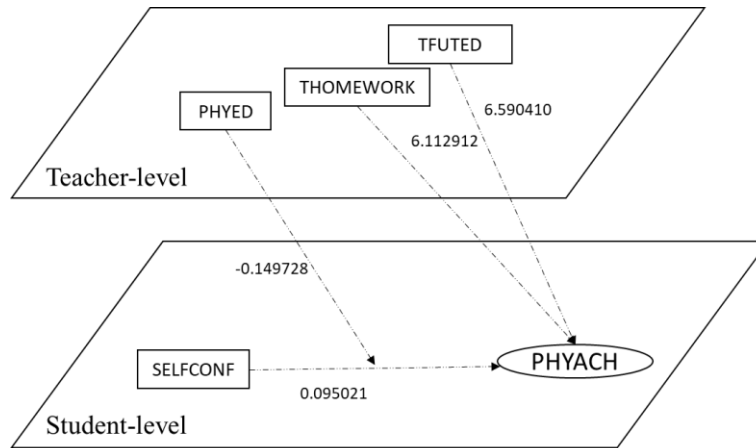 TFUTED
THOMEWORK
PHYED
6.590410
6.112912
Teacher-level
-0.149728
PHYACH
SELFCONF
0.095021
Student-level